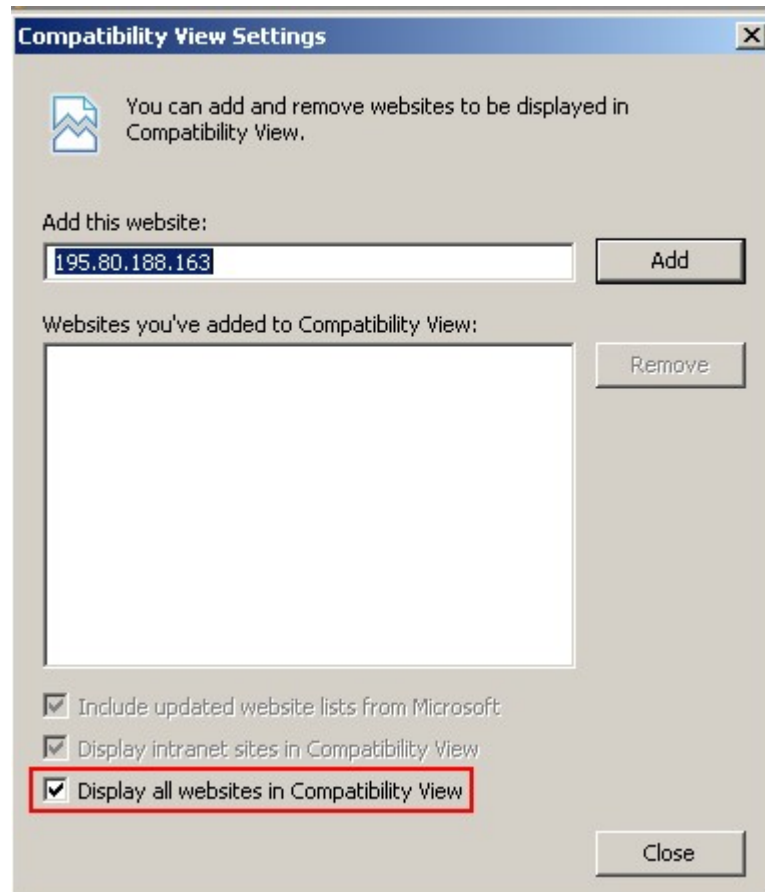 Compatibility View Settings
You can add and remove websites to be displayed in
Compatibility View.
Add this website:
195.80.188.163
Add
Websites you've added to Compatibility View:
Remove
Include updated website lists from Microsoft
Display intranet sites in Compatibility View
Display all websites in Compatibility View
Close